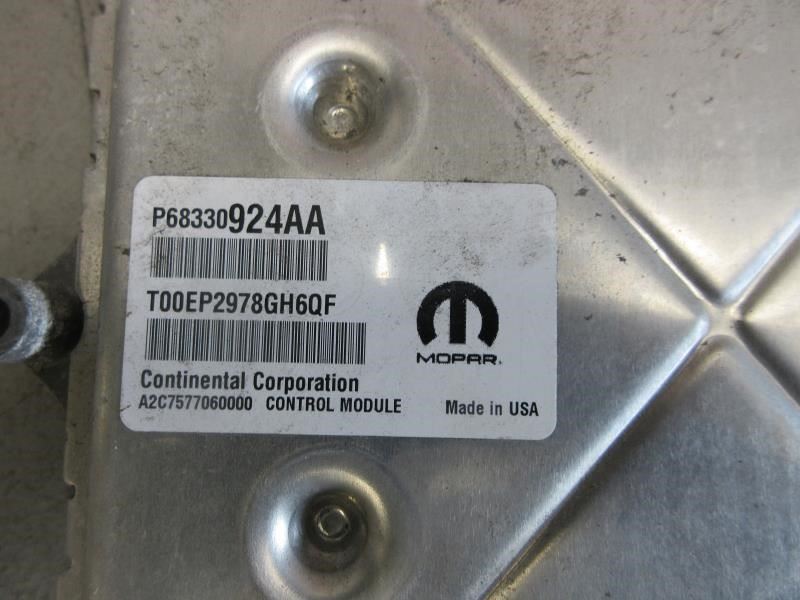 P68330924AA
T00EP2978GH6QF
MOPAR
Continental Corporation
A2C7577060000 CONTROL MODULE Made in USA